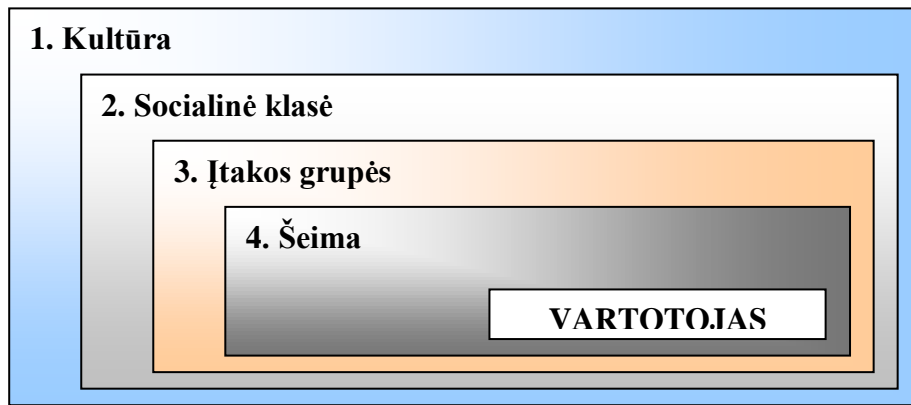 1. Kultūra
2. Socialinė klasė
3. Įtakos grupės
4. Šeima
VARTOTOJAS